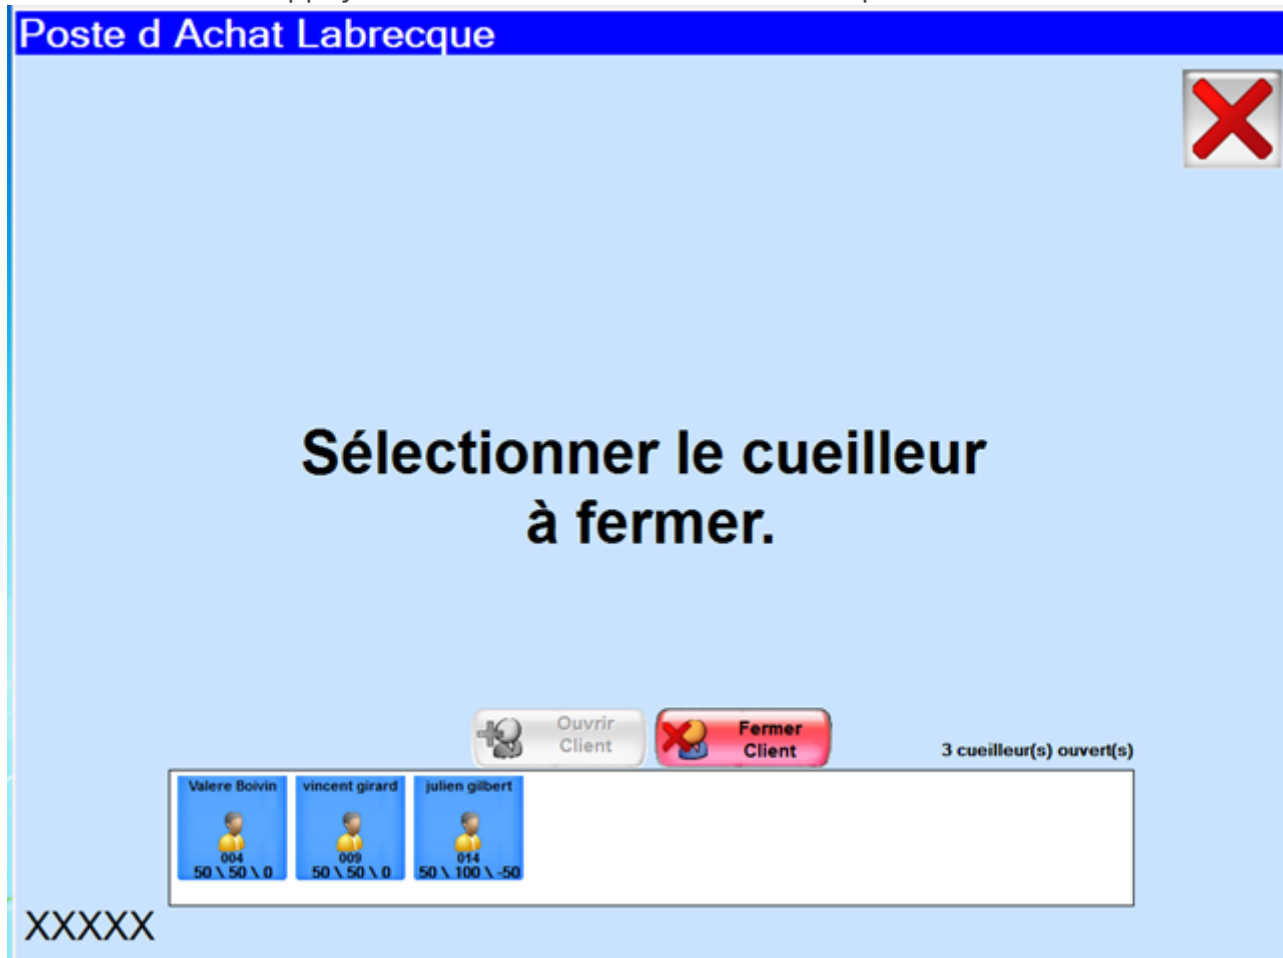 Poste d Achat Labrecque
Sélectionner le cueilleur
à fermer.
Ouvrir
Client
Fermer
Client
3 cueilleur(s) ouvert(s)
Valere Boivin
004
50 \ 50 \ 0
vincent girard
009
50 \ 50 \ 0
julien gilbert
014
50 \ 100 \ -50
XXXXX